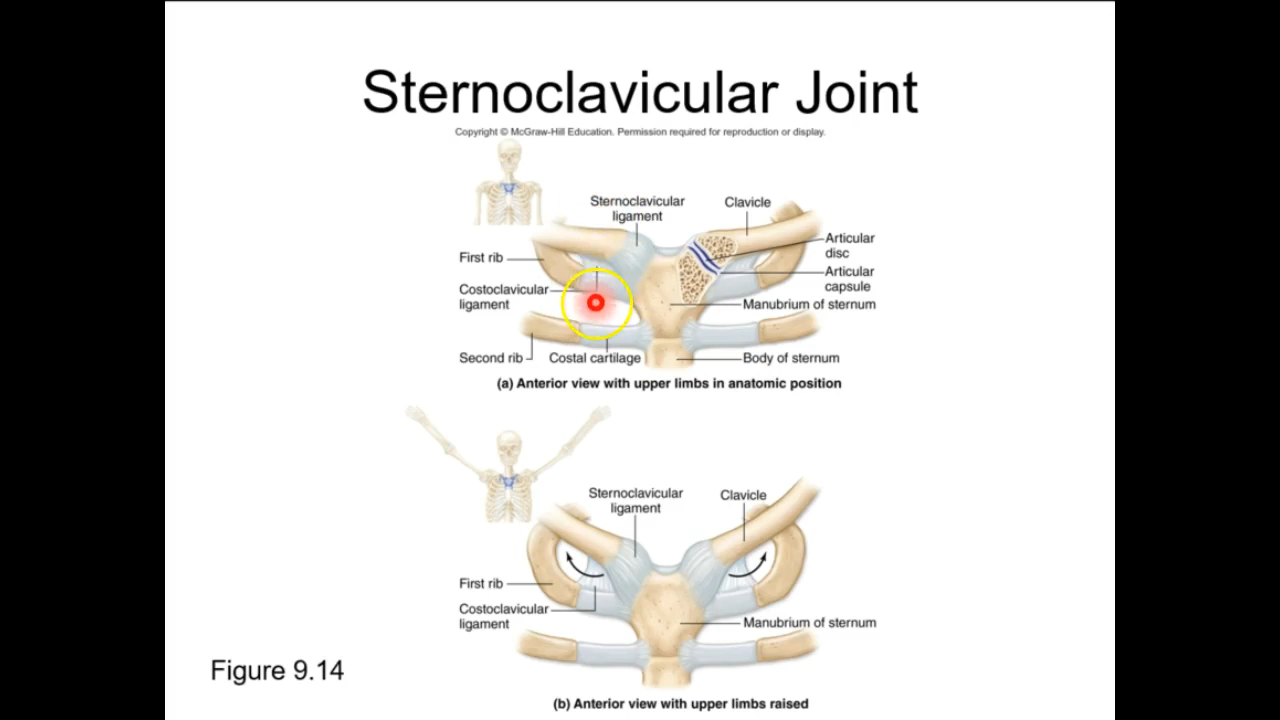 Sternoclavicular Joint
Copyright © McGraw-Hill Education. Permission required for reproduction or display.
Sternoclavicular
ligament
Clavicle
First rib
Articular
disc
Costoclavicular
ligament
Articular
capsule
Manubrium of sternum
Second rib
Costal cartilage
Body of sternum
(a) Anterior view with upper limbs in anatomic position
Sternoclavicular
ligament
Clavicle
First rib
Costoclavicular
ligament
Manubrium of sternum
Figure 9.14
(b) Anterior view with upper limbs raised